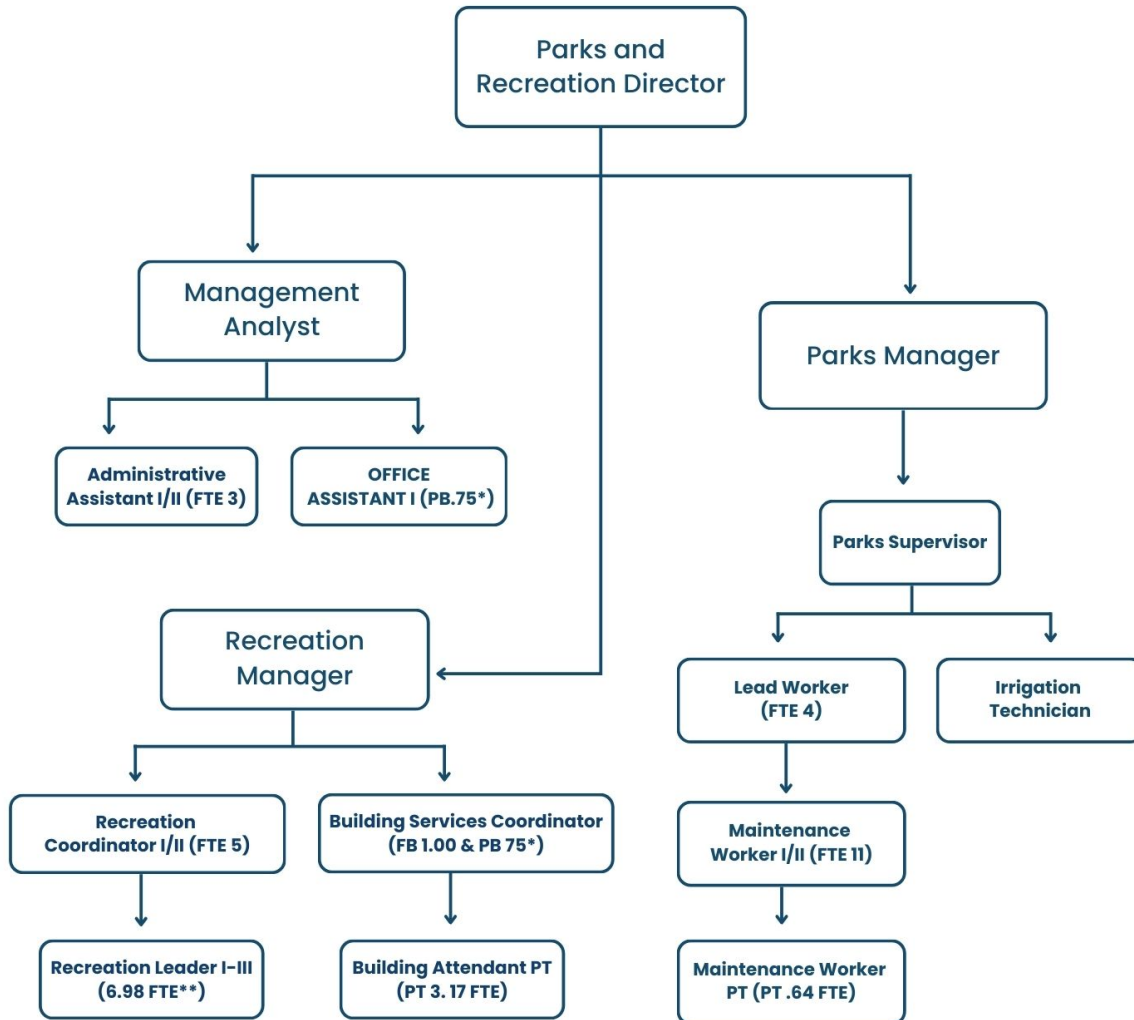 Parks and
Recreation Director
Management
Analyst
Parks Manager
Administrative
Assistant I/II (FTE 3)
OFFICE
ASSISTANT I (PB.75*)
Parks Supervisor
Recreation
Manager
Lead Worker
(FTE 4)
Irrigation
Technician
Recreation
Coordinator I/II (FTE 5)
Building Services Coordinator
(FB 1.00 & PB 75*)
Maintenance
Worker I/II (FTE 11)
Recreation Leader I-III
(6.98 FTE**)
Building Attendant PT
(PT 3. 17 FTE)
Maintenance Worker
PT (PT .64 FTE)